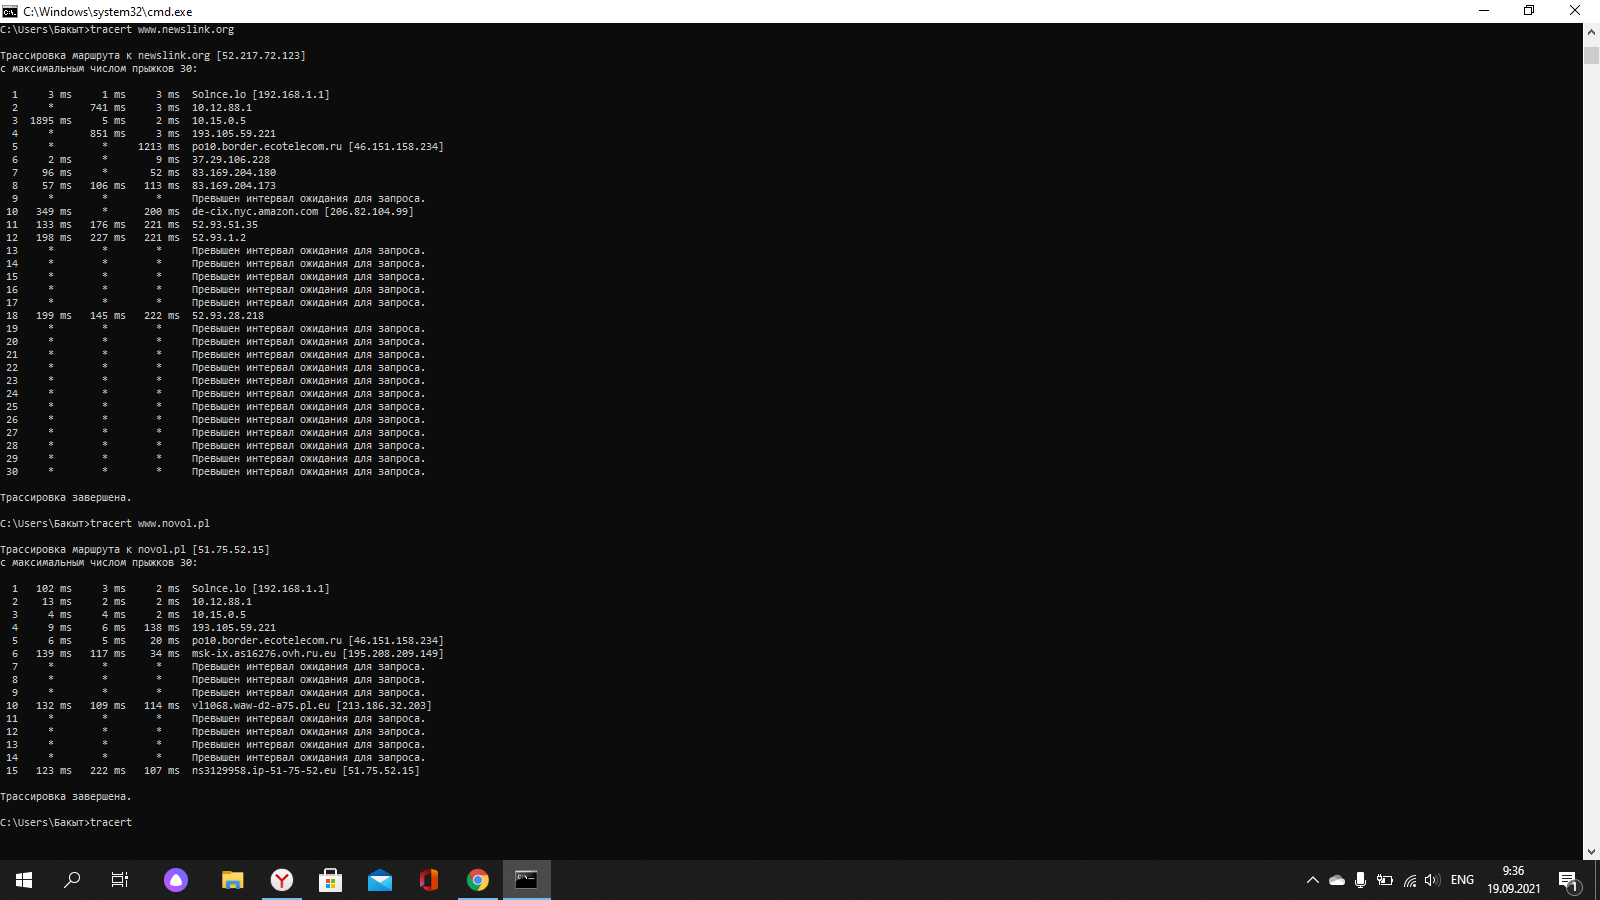 C:\Windows\system32\cmd.exe
C:\Users\Бакыт>tracert www.newslink.org
Трассировка маршрута к newslink.org [52.217.72.123]
с максимальным числом прыжков 30:
1 3 ms 1 ms 3 ms Solnce.lo [192.168.1.1]
2 * 741 ms 3 ms 10.12.88.1
3 1895 ms 5 ms 2 ms 10.15.0.5
4 * 851 ms 3 ms 193.105.59.221
5 * * 1213 ms po10.border.ecotelecom.ru [46.151.158.234]
6 2 ms * 9 ms 37.29.106.228
7 96 ms * 52 ms 83.169.204.180
8 57 ms 106 ms 113 ms 83.169.204.173
9 * * * Превышен интервал ожидания для запроса.
10 349 ms * 200 ms de-cix.nyc.amazon.com [206.82.104.99]
11 133 ms 176 ms 221 ms 52.93.51.35
12 198 ms 227 ms 221 ms 52.93.1.2
13 * * * Превышен интервал ожидания для запроса.
14 * * * Превышен интервал ожидания для запроса.
15 * * * Превышен интервал ожидания для запроса.
16 * * * Превышен интервал ожидания для запроса.
17 * * * Превышен интервал ожидания для запроса.
18 199 ms 145 ms 222 ms 52.93.28.218
19 * * * Превышен интервал ожидания для запроса.
20 * * * Превышен интервал ожидания для запроса.
21 * * * Превышен интервал ожидания для запроса.
22 * * * Превышен интервал ожидания для запроса.
23 * * * Превышен интервал ожидания для запроса.
24 * * * Превышен интервал ожидания для запроса.
25 * * * Превышен интервал ожидания для запроса.
26 * * * Превышен интервал ожидания для запроса.
27 * * * Превышен интервал ожидания для запроса.
28 * * * Превышен интервал ожидания для запроса.
29 * * * Превышен интервал ожидания для запроса.
30 * * * Превышен интервал ожидания для запроса.
Трассировка завершена.
C:\Users\Бакыт>tracert www.novol.pl
Трассировка маршрута к novol.pl [51.75.52.15]
с максимальным числом прыжков 30:
1 102 ms 3 ms 2 ms Solnce.lo [192.168.1.1]
2 13 ms 2 ms 2 ms 10.12.88.1
3 4 ms 4 ms 2 ms 10.15.0.5
4 9 ms 6 ms 138 ms 193.105.59.221
5 6 ms 5 ms 20 ms po10.border.ecotelecom.ru [46.151.158.234]
6 139 ms 117 ms 34 ms msk-ix.as16276.ovh.ru.eu [195.208.209.149]
7 * * * Превышен интервал ожидания для запроса.
8 * * * Превышен интервал ожидания для запроса.
9 * * * Превышен интервал ожидания для запроса.
10 132 ms 109 ms 114 ms vl1068.waw-d2-a75.pl.eu [213.186.32.203]
11 * * * Превышен интервал ожидания для запроса.
12 * * * Превышен интервал ожидания для запроса.
13 * * * Превышен интервал ожидания для запроса.
14 * * * Превышен интервал ожидания для запроса.
15 123 ms 222 ms 107 ms ns3129958.ip-51-75-52.eu [51.75.52.15]
Трассировка завершена.
C:\Users\Бакыт>tracert
ENG
9:36
19.09.2021
1